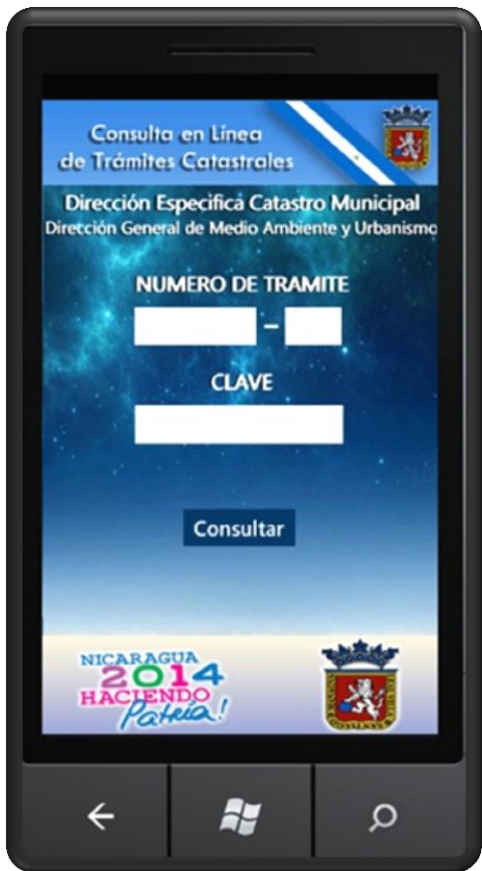 Consulta en Línea
de Trámites Catastrales
Dirección Especifica Catastro Municipal
Dirección General de Medio Ambiente y Urbanismo
NUMERO DE TRAMITE
–
CLAVE
Consultar
NICARAGUA
2014
HACIENDO
Patria!